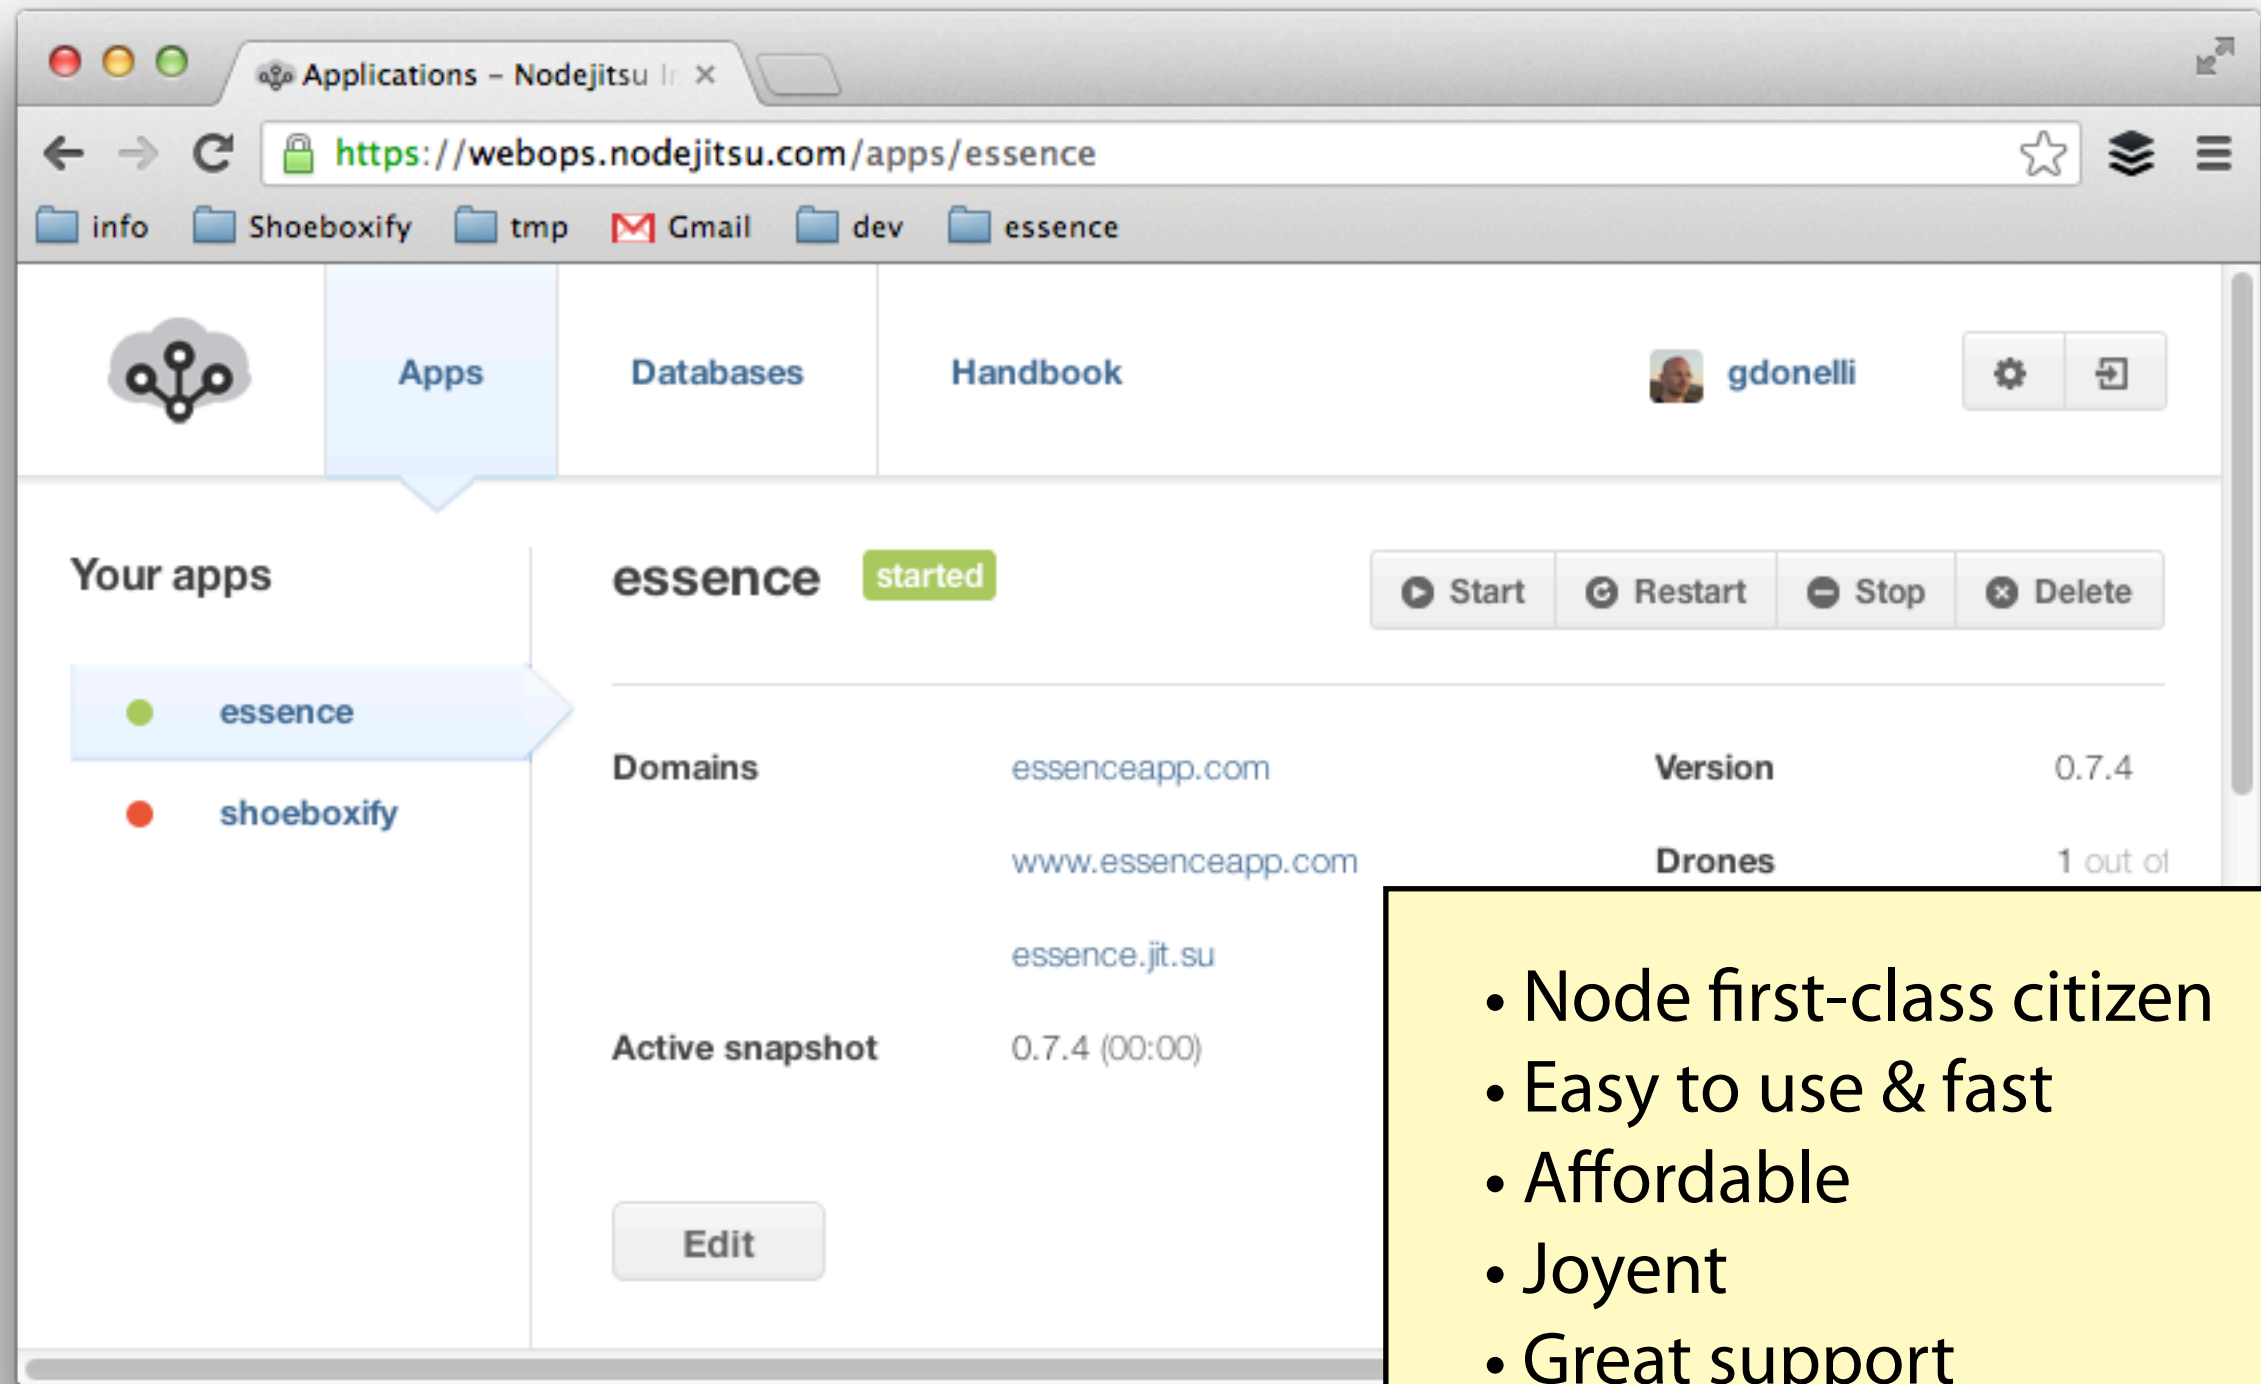 Applications – Nodejitsu In
https://webops.nodejitsu.com/apps/essence
info Shoeboxify tmp Gmail dev essence
Apps Databases Handbook gdonelli
Your apps
essence started Start Restart Stop Delete
essence
shoeboxify
Domains essenceapp.com Version 0.7.4
www.essenceapp.com Drones 1 out of
essence.jit.su
Active snapshot 0.7.4 (00:00)
Edit
• Node first-class citizen
• Easy to use & fast
• Affordable
• Joyent
• Great support